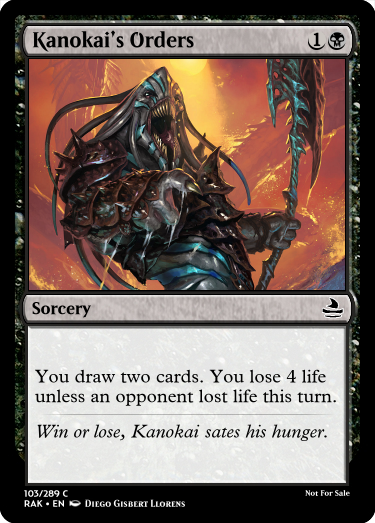 Kanokai's Orders 1
Sorcery
You draw two cards. You lose 4 life
unless an opponent lost life this turn.
Win or lose, Kanokai sates his hunger.
103/289 C Not For Sale
RAK • EN Diego Gisbert Llorens